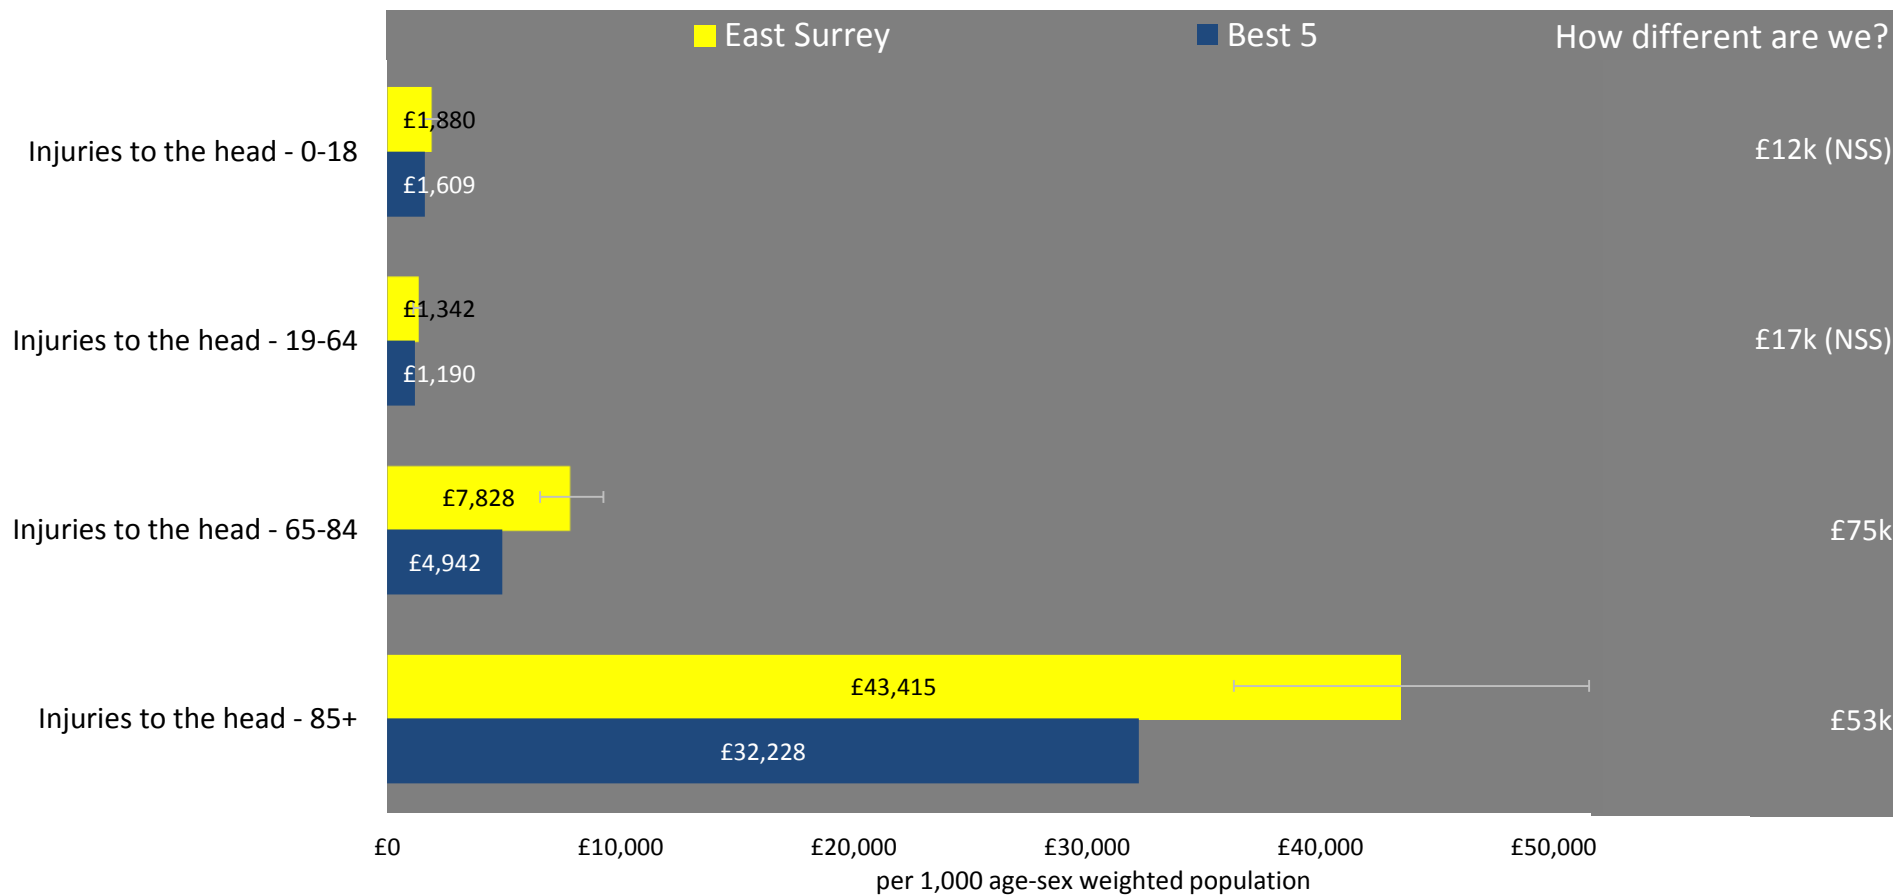 East Surrey
Best 5
How different are we?
Injuries to the head - 0-18
£1,880
£1,609
£12k (NSS)
Injuries to the head - 19-64
£1,342
£1,190
£17k (NSS)
Injuries to the head - 65-84
£7,828
£4,942
£75k
Injuries to the head - 85+
£43,415
£32,228
£53k
£0
£10,000
£20,000
£30,000
£40,000
£50,000
per 1,000 age-sex weighted population